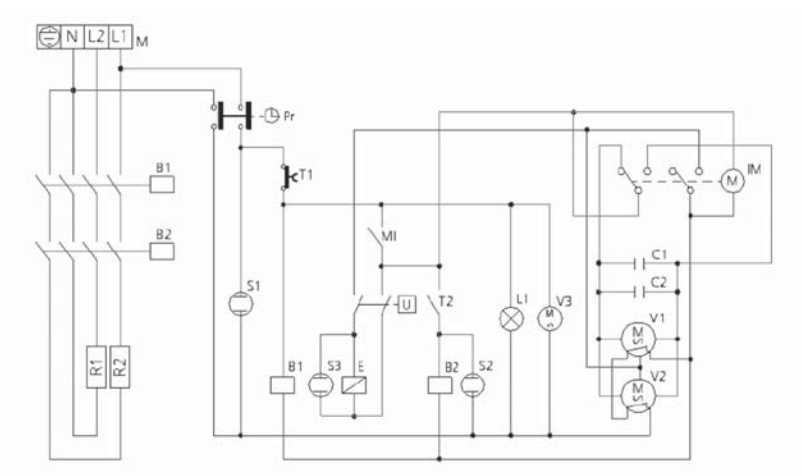 N L2 L1 M
Pr
B1
T1
IM
M
MI
B2
C1
S1
C2
U T2
L1 V3
M
V1
M
R1 R2
B1 S3 E B2 S2
V2
M